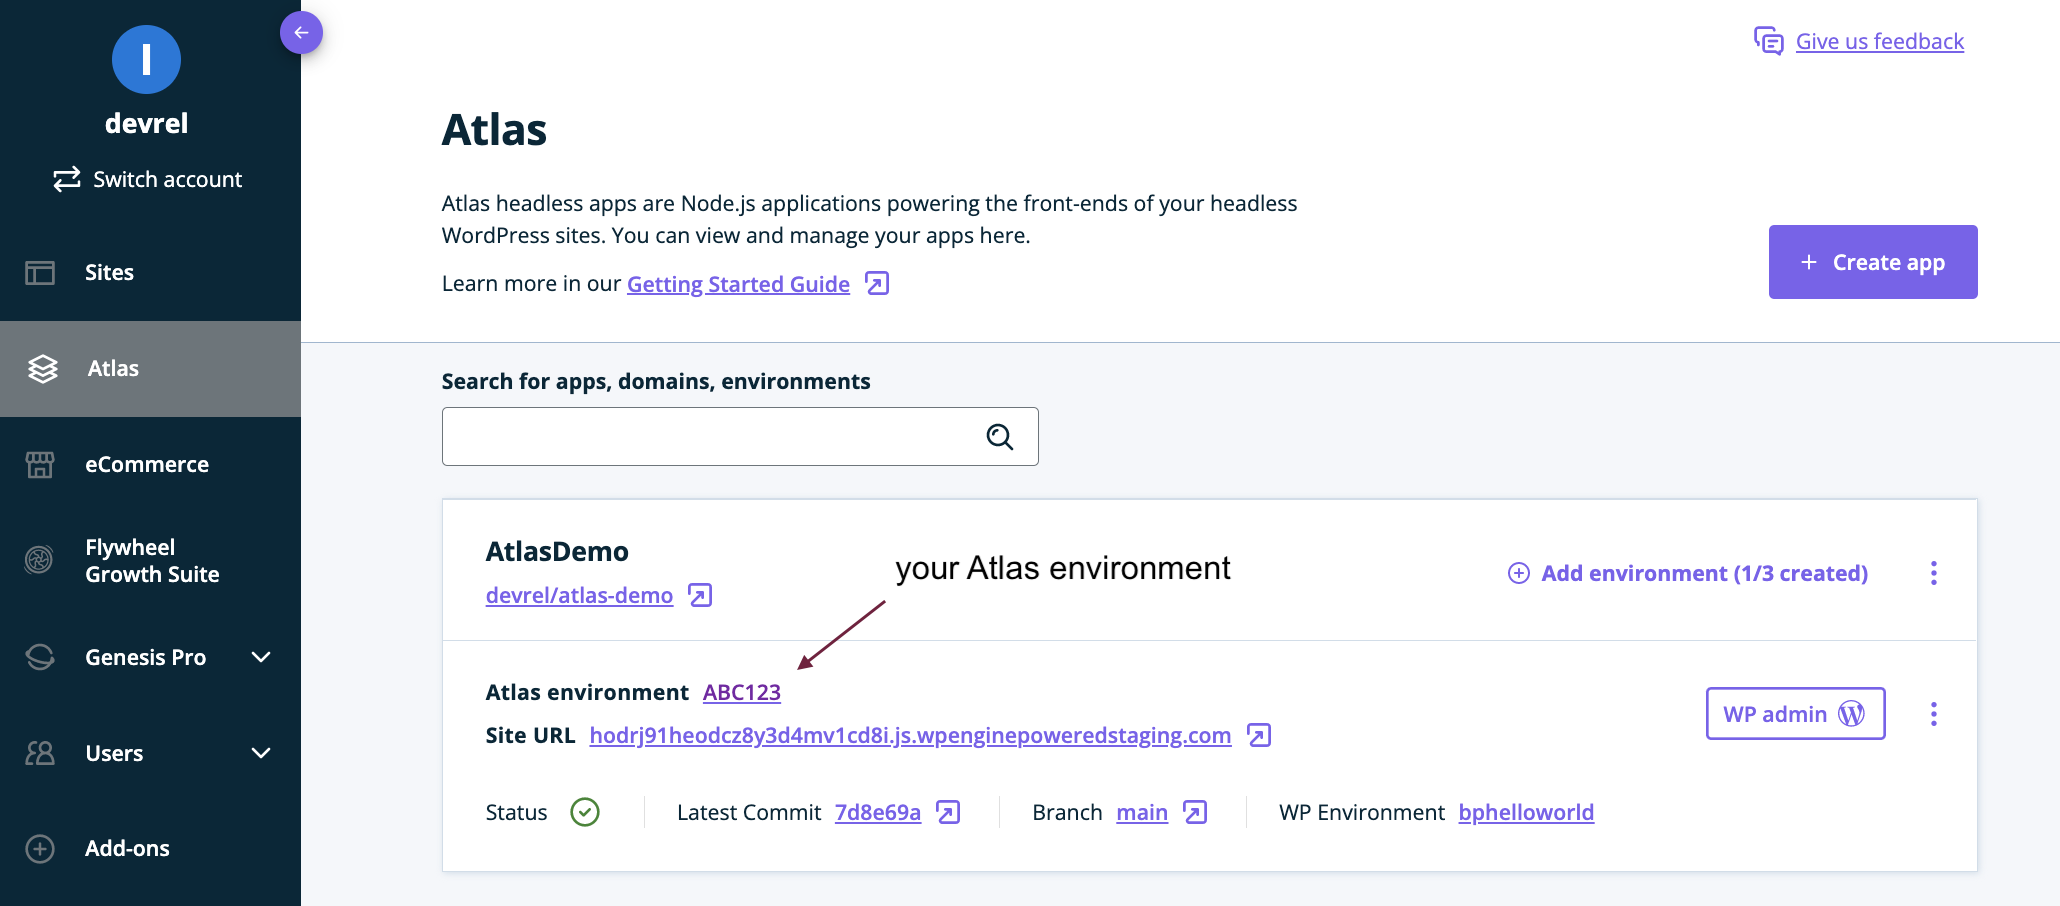 I
devrel
Switch account
Sites
Atlas
eCommerce
Flywheel
Growth Suite
Genesis Pro
Users
Add-ons
Give us feedback
Atlas
Atlas headless apps are Node.js applications powering the front-ends of your headless
WordPress sites. You can view and manage your apps here.
Learn more in our Getting Started Guide
+ Create app
Search for apps, domains, environments
AtlasDemo
devrel/atlas-demo
your Atlas environment
Add environment (1/3 created)
Atlas environment ABC123
Site URL hodrj91heodcz8y3d4mv1cd8i.js.wpenginepoweredstaging.com
WP admin
Status Latest Commit 7d8e69a Branch main WP Environment bphelloworld